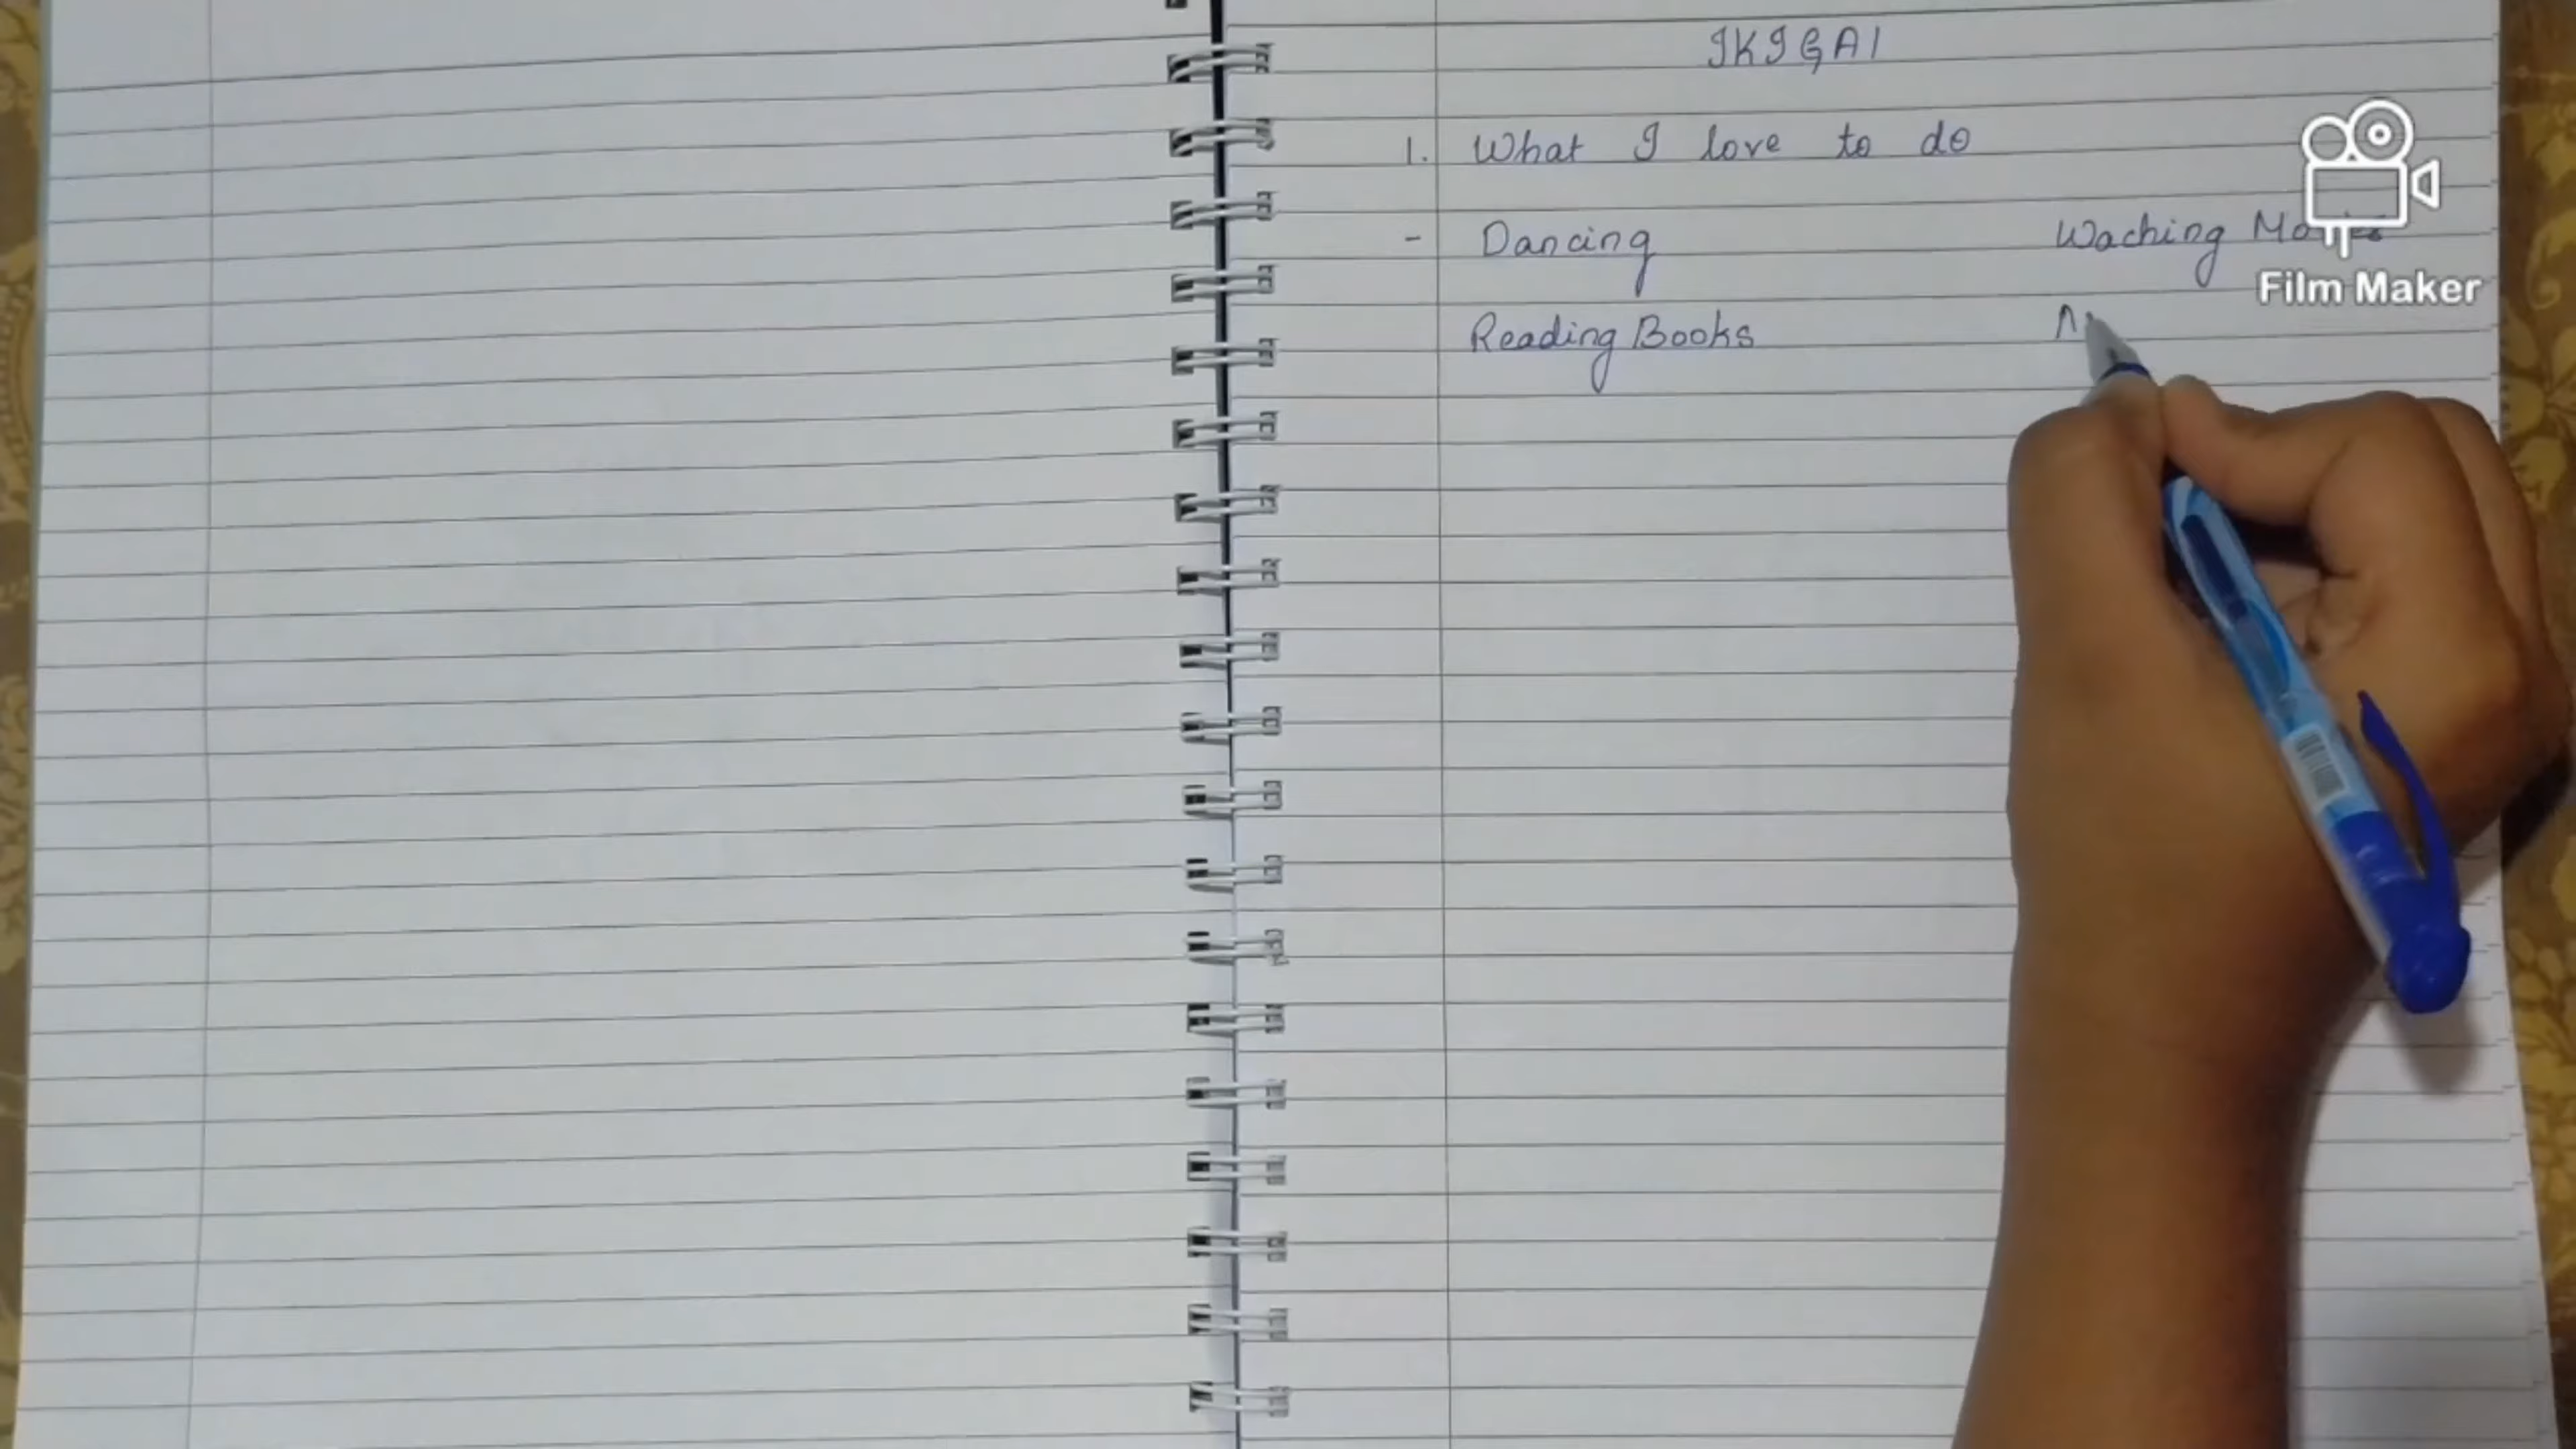 IKIGAI
1. What I love to do
- Dancing Waching
Film Maker
Reading Books